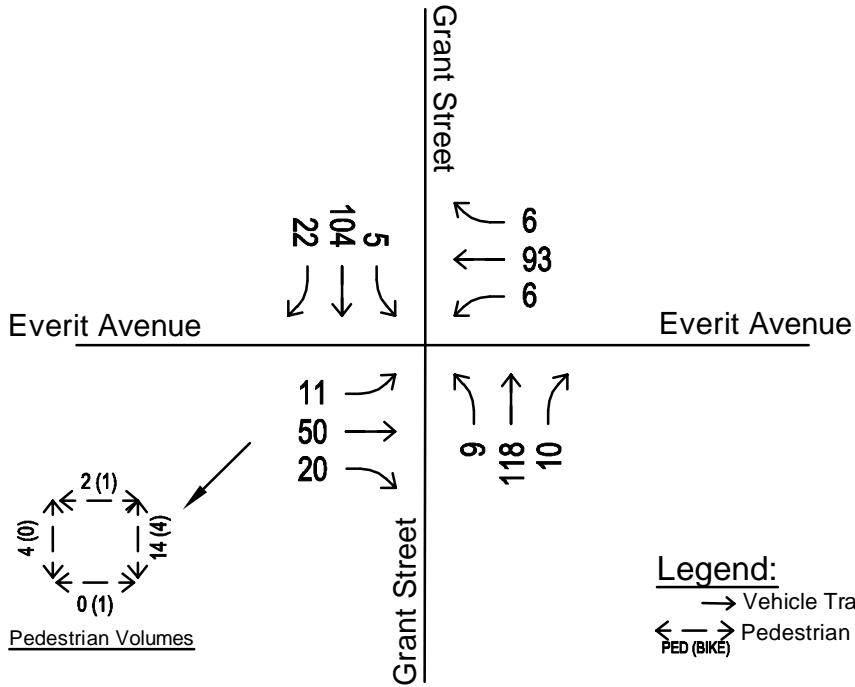 Grant Street
22
104
5
6
93
6
Everit Avenue
Everit Avenue
11
50
20
9
118
10
2 (1)
4 (0)
14 (4)
0 (1)
Pedestrian Volumes
Grant Street
Legend:
Vehicle Tra
Pedestrian
PED (BIKE)